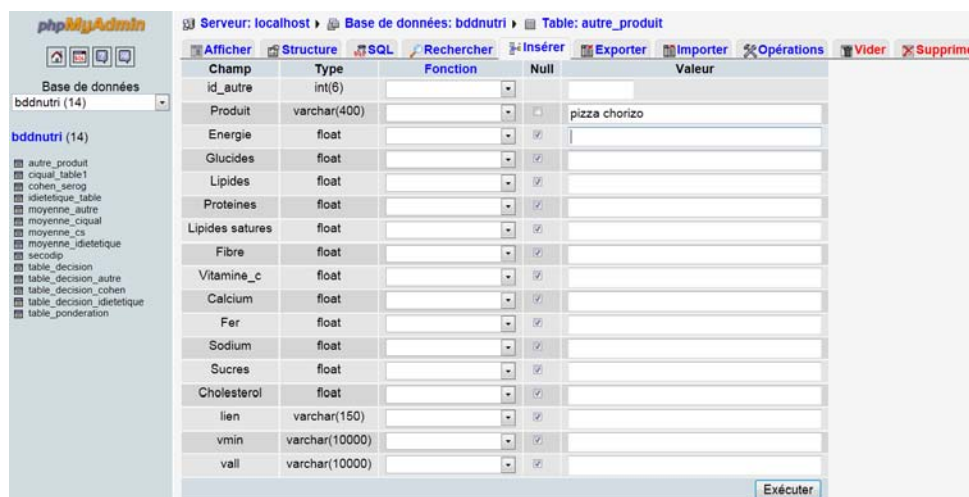 phpMyAdmin
Base de données
bddnutri (14)
bddnutri (14)
autre_produit
ciqual_table1
cohen_serog
idietetique_table
moyenne_autre
moyenne_ciqual
moyenne_cs
moyenne_idietetique
secodip
table_decision
table_decision_autre
table_decision_cohen
table_decision_idietetique
table_ponderation
Serveur: localhost ▸ Base de données: bddnutri ▸ Table: autre_produit
Afficher Structure SQL Rechercher Insérer Exporter Importer Opérations Vider Supprime
Champ Type Fonction Null Valeur
id_autre int(6)
Produit varchar(400) pizza chorizo
Energie float
Glucides float
Lipides float
Proteines float
Lipides satures float
Fibre float
Vitamine_c float
Calcium float
Fer float
Sodium float
Sucres float
Cholesterol float
lien varchar(150)
vmin varchar(10000)
vall varchar(10000)
Exécuter